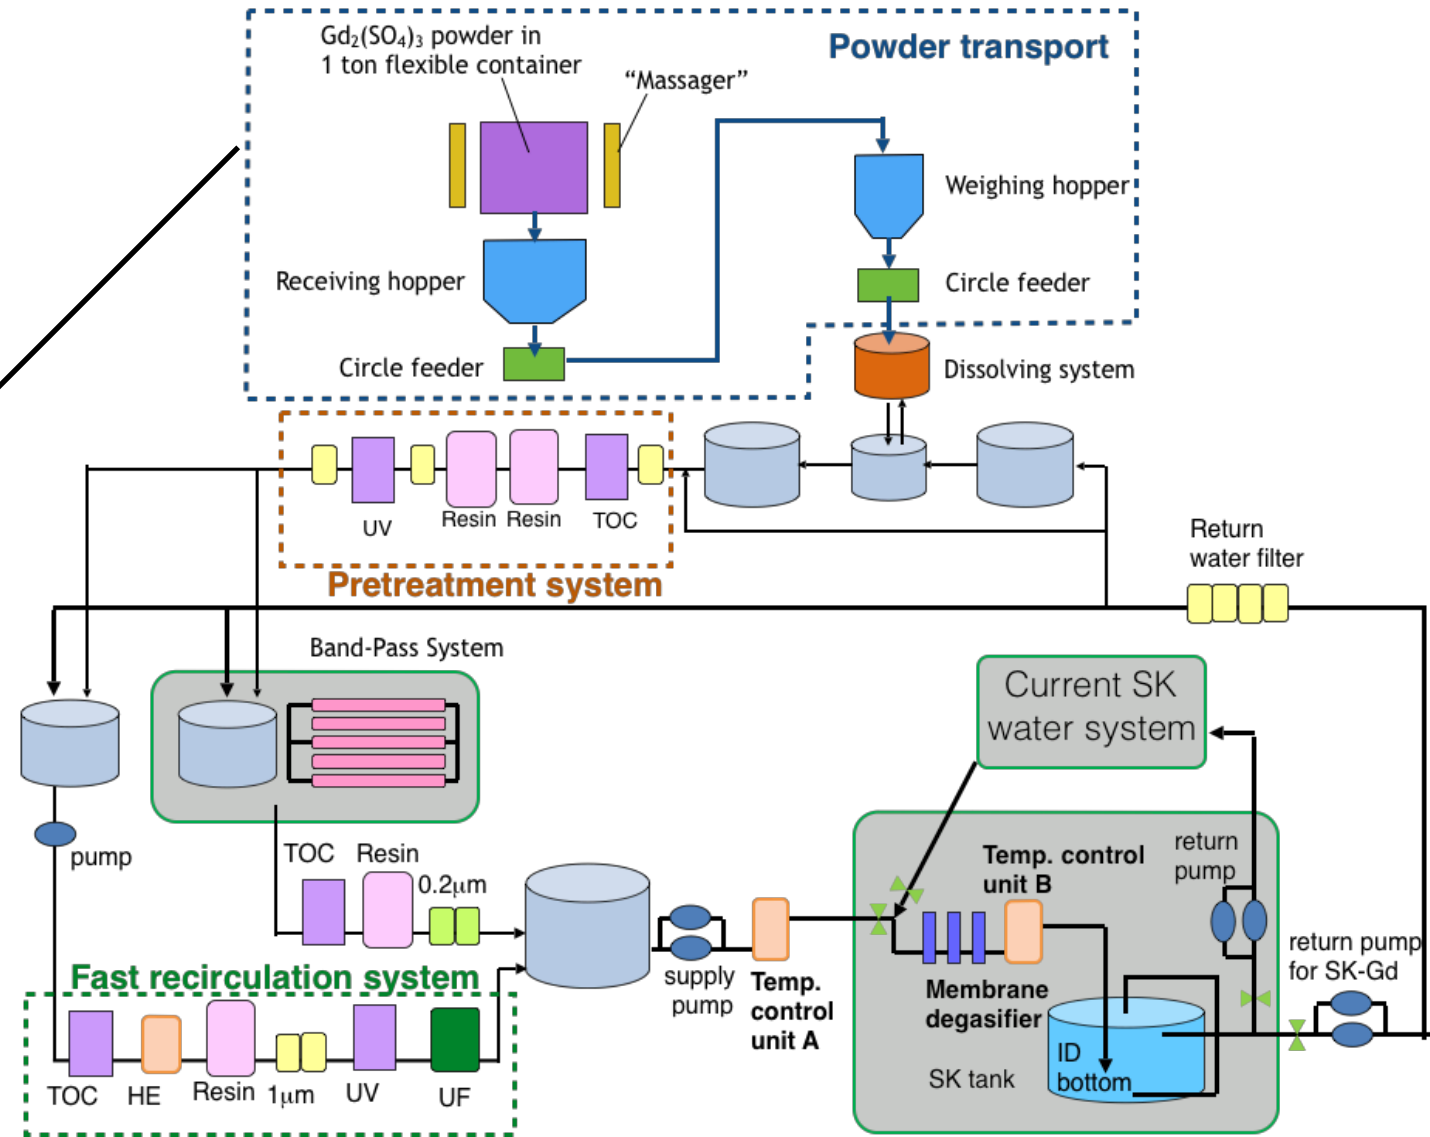 Gd₂(SO₄)₃ powder in
1 ton flexible container
Powder transport
“Massager”
Weighing hopper
Receiving hopper
Circle feeder
Circle feeder
Dissolving system
UV
Resin
Resin
TOC
Pretreatment system
Return
water filter
Band-Pass System
Current SK
water system
pump
TOC
Resin
0.2μm
Temp. control
unit B
return
pump
return pump
for SK-Gd
Fast recirculation system
supply
pump
Temp.
control
unit A
Membrane
degasifier
ID
bottom
SK tank
TOC
HE
Resin
1μm
UV
UF